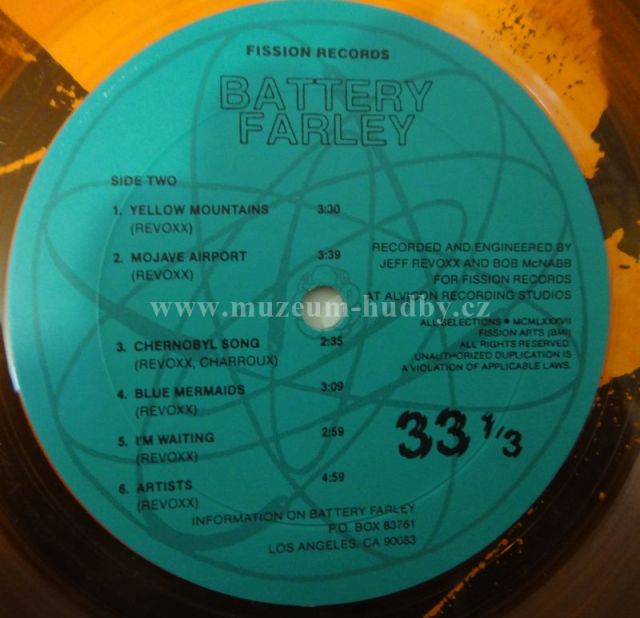 FISSION RECORDS
BATTERY
FARLEY
SIDE TWO
1. YELLOW MOUNTAINS 3:30
(REVOXX)
2. MOJAVE AIRPORT 3:39
(REVOXX)
RECORDED AND ENGINEERED BY
JEFF REVOXX AND BOB McNABB
FOR FISSION RECORDS
AT RECORDING STUDIOS
www.muzeum-hudby.cz
ALL SELECTIONS MCMLXXXVII
FISSION ARTS (BMI)
ALL RIGHTS RESERVED
UNAUTHORIZED DUPLICATION IS
A VIOLATION OF APPLICABLE LAWS.
3. CHERNOBYL SONG 2:35
(REVOXX, CHARROUX)
4. BLUE MERMAIDS 3:09
(REVOXX)
5. I'M WAITING 2:59
(REVOXX)
6. ARTISTS 4:59
(REVOXX)
33 1/3
INFORMATION ON BATTERY FARLEY
P.O. BOX 83761
LOS ANGELES, CA 90083